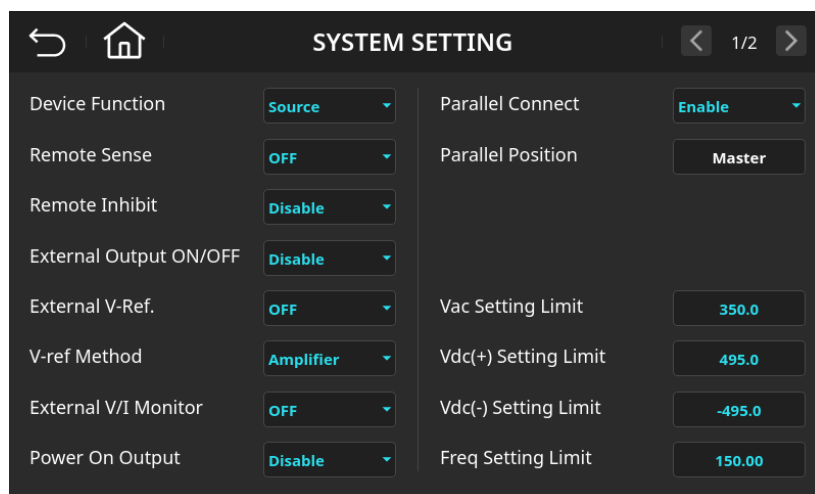 SYSTEM SETTING
1/2
Device Function Source
Remote Sense OFF
Remote Inhibit Disable
External Output ON/OFF Disable
External V-Ref. OFF
V-ref Method Amplifier
External V/I Monitor OFF
Power On Output Disable
Parallel Connect Enable
Parallel Position Master
Vac Setting Limit 350.0
Vdc(+) Setting Limit 495.0
Vdc(-) Setting Limit -495.0
Freq Setting Limit 150.00